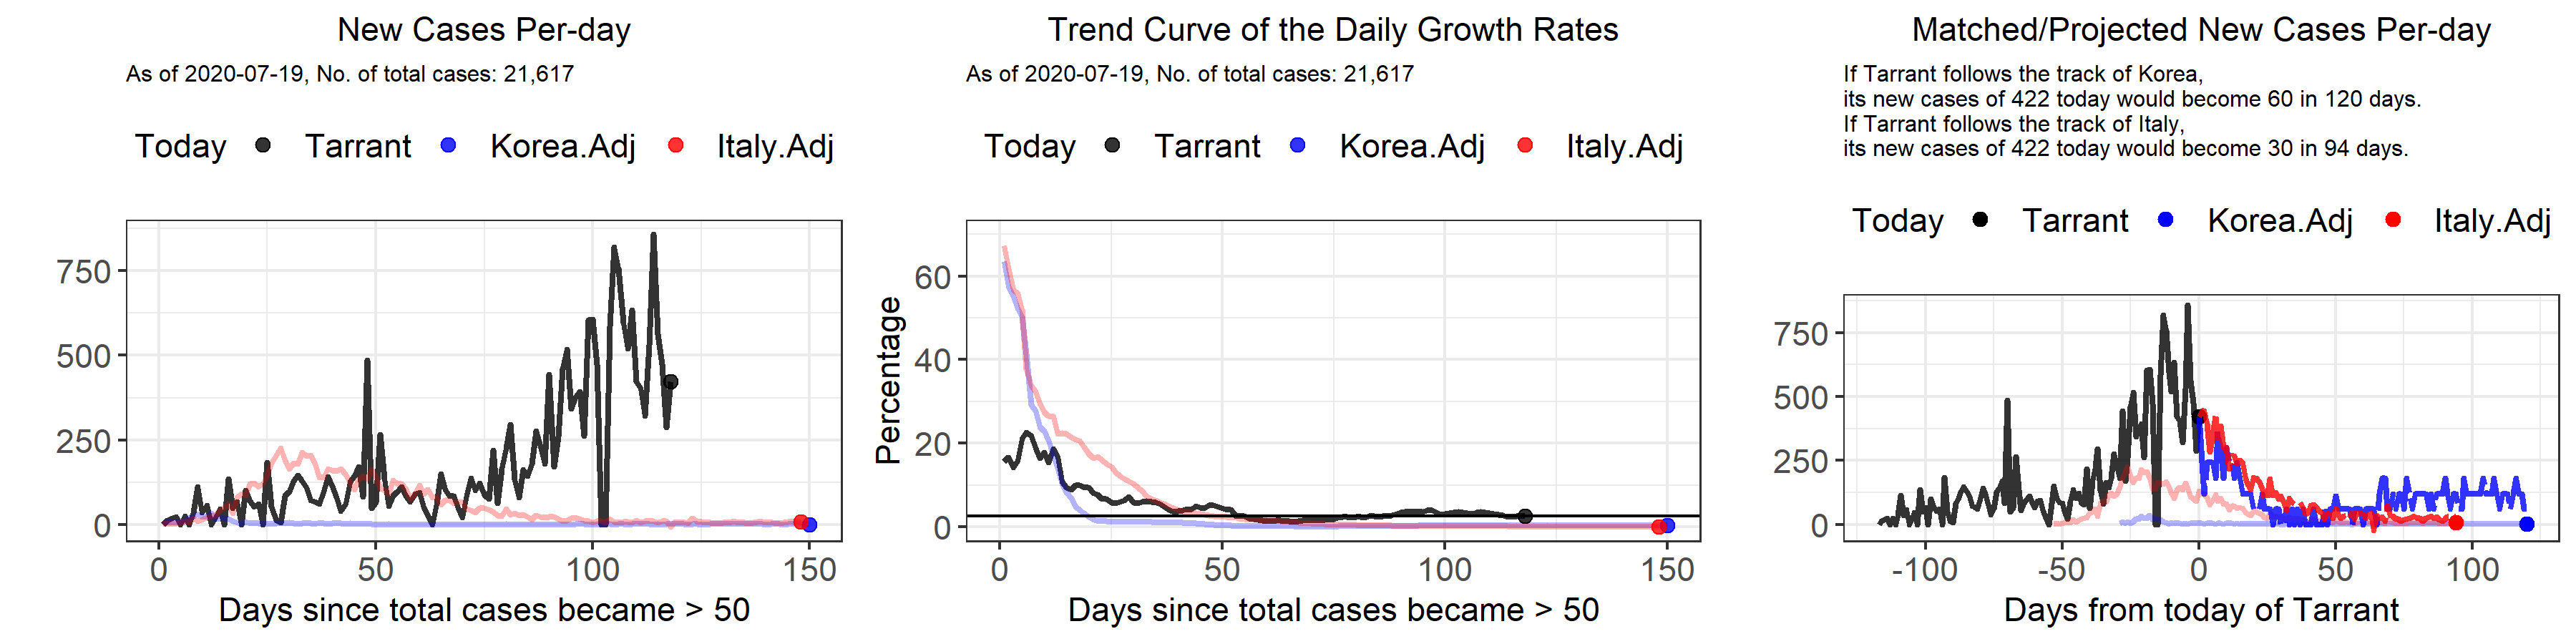 New Cases Per-day
As of 2020-07-19, No. of total cases: 21,617
Today Tarrant Korea.Adj Italy.Adj
750
500
250
0
0 50 100 150
Days since total cases became > 50
Trend Curve of the Daily Growth Rates
As of 2020-07-19, No. of total cases: 21,617
Today Tarrant Korea.Adj Italy.Adj
Percentage
60
40
20
0
0 50 100 150
Days since total cases became > 50
Matched/Projected New Cases Per-day
If Tarrant follows the track of Korea,
its new cases of 422 today would become 60 in 120 days.
If Tarrant follows the track of Italy,
its new cases of 422 today would become 30 in 94 days.
Today Tarrant Korea.Adj Italy.Adj
750
500
250
0
-100 -50 0 50 100
Days from today of Tarrant